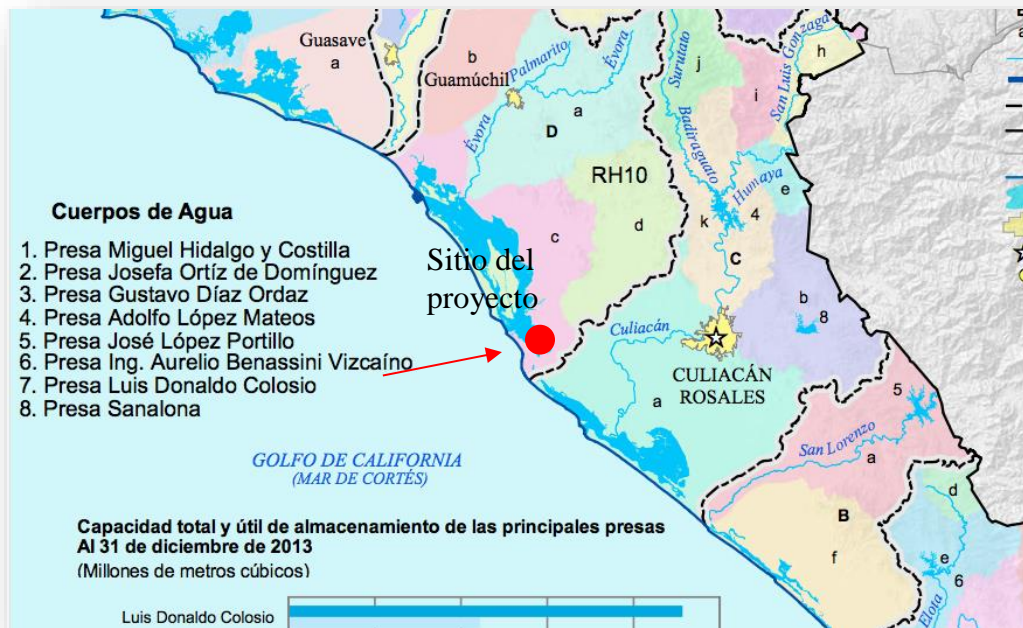 Guasave
a
b
Guamúchil
Palmarito
Évora
Évora
a
D
RH10
c
d
Surutato
j
i
San Luis Gonzaga
h
Badiraguato
Humaya
e
k
4
C
b
8
Culiacán
CULIACÁN
ROSALES
a
5
San Lorenzo
a
B
f
d
e
6
Elota
Sitio del
proyecto
Cuerpos de Agua
1. Presa Miguel Hidalgo y Costilla
2. Presa Josefa Ortíz de Domínguez
3. Presa Gustavo Díaz Ordaz
4. Presa Adolfo López Mateos
5. Presa José López Portillo
6. Presa Ing. Aurelio Benassini Vizcaíno
7. Presa Luis Donaldo Colosio
8. Presa Sanalona
GOLFO DE CALIFORNIA
(MAR DE CORTÉS)
Capacidad total y útil de almacenamiento de las principales presas
Al 31 de diciembre de 2013
(Millones de metros cúbicos)
Luis Donaldo Colosio